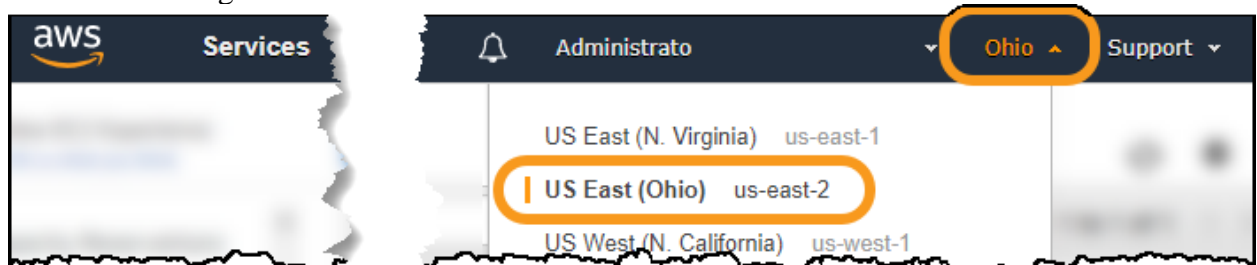 aws Services Administrato Ohio Support
US East (N. Virginia) us-east-1
US East (Ohio) us-east-2
US West (N. California) us-west-1